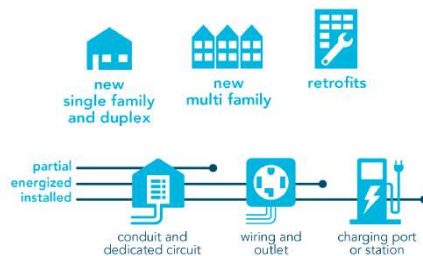 new
single family
and duplex
new
multi family
retrofits
partial
energized
installed
conduit and
dedicated circuit
wiring and
outlet
charging port
or station